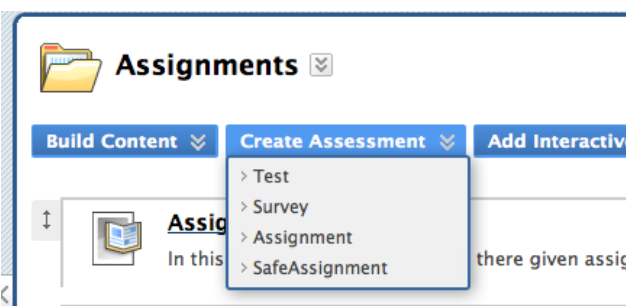 Assignments
Build Content Create Assessment Add Interactive
> Test
> Survey
> Assignment
> SafeAssignment
Assig
In this there given assig